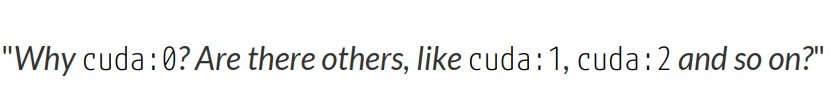 "Why cuda:0? Are there others, like cuda:1, cuda:2 and so on?"